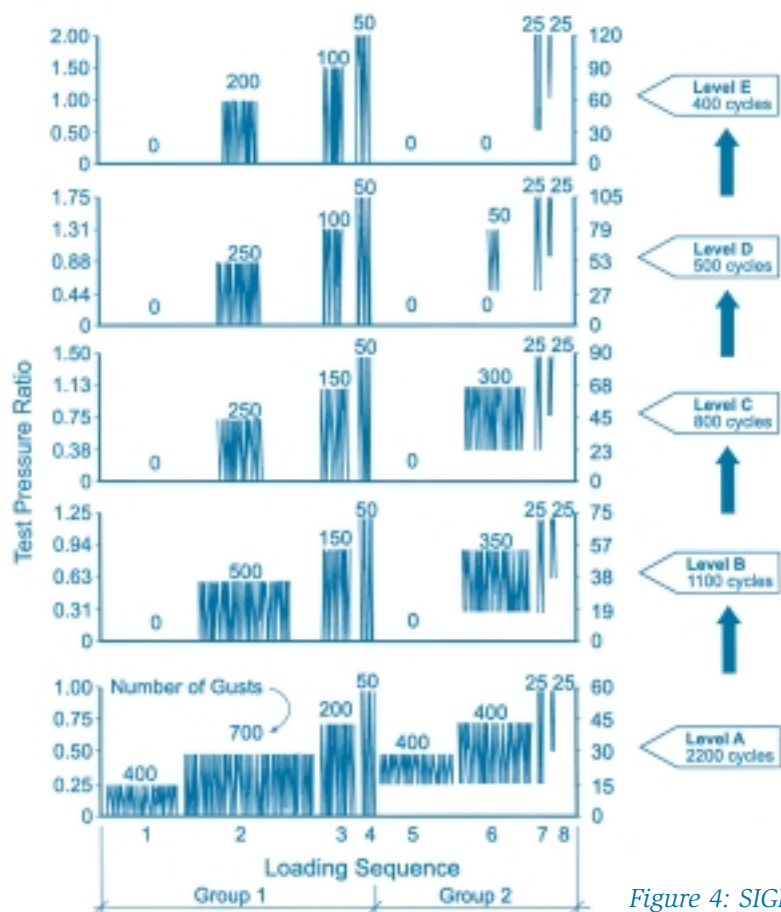 50 25 25
2.00 120
100
1.50 90
200
1.00 60
Level E
400 cycles
0.50 30
0 0 0
0 0
50 25 25
1.75 105
100 50
1.31 79
250
0.88 53
Level D
500 cycles
0.44 27
0 0 0
0 0
50 25 25
1.50 90
150 300
1.13 68
250
0.75 45
Level C
800 cycles
0.38 23
0 0
0 0
50 25 25
1.25 75
150 350
0.94 57
500
0.63 38
Level B
1100 cycles
0.31 19
0 0
0 0
50 25 25
1.00 60
Number of Gusts
200 400
0.75 45
700 400
0.50 30
Level A
2200 cycles
400
0.25 15
0 0
1 2 3 4 5 6 7 8
Test Pressure Ratio
Loading Sequence
Group 1 Group 2
Figure 4: